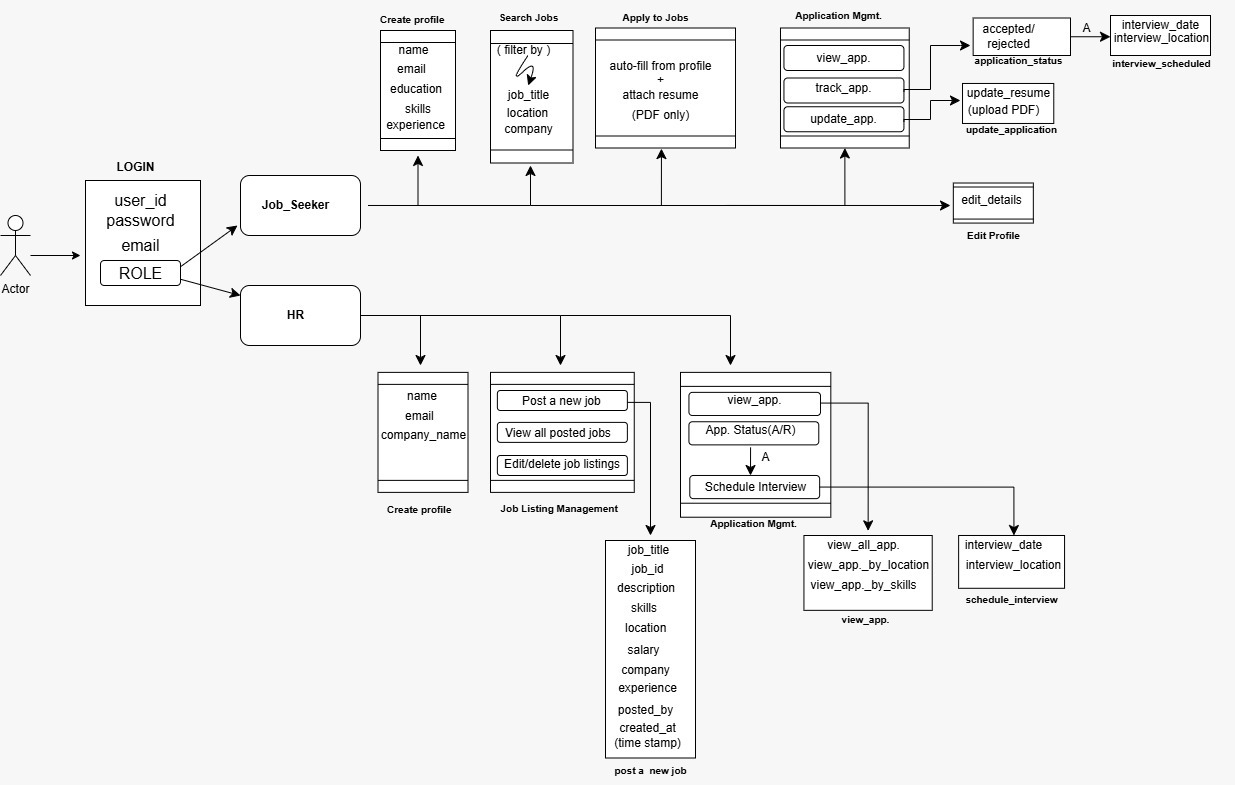 Create profile
name
email
education
skills
experience
Search Jobs
( filter by )
job_title
location
company
Apply to Jobs
auto-fill from profile
+
attach resume
(PDF only)
Application Mgmt.
view_app.
track_app.
update_app.
accepted/
rejected
application_status
A
interview_date
interview_location
interview_scheduled
update_resume
(upload PDF)
update_application
LOGIN
user_id
password
email
ROLE
Actor
Job_Seeker
edit_details
Edit Profile
HR
name
email
company_name
Create profile
Post a new job
View all posted jobs
Edit/delete job listings
Job Listing Management
view_app.
App. Status(A/R)
A
Schedule Interview
Application Mgmt.
job_title
job_id
description
skills
location
salary
company
experience
posted_by
created_at
(time stamp)
post a new job
view_all_app.
view_app._by_location
view_app._by_skills
view_app.
interview_date
interview_location
schedule_interview